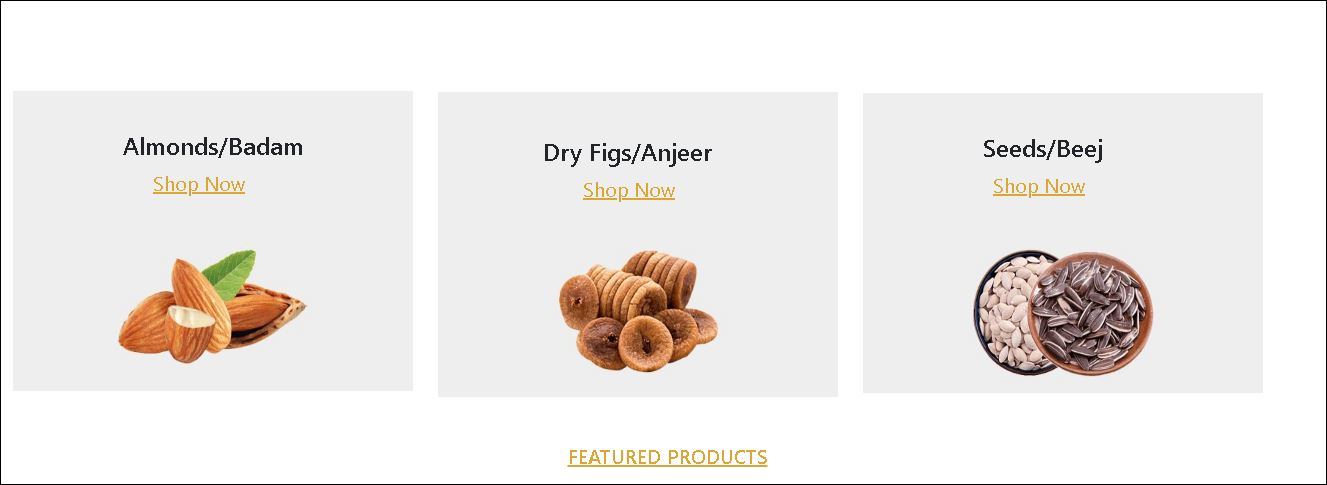 Almonds/Badam
Shop Now
Dry Figs/Anjeer
Shop Now
Seeds/Beej
Shop Now
FEATURED PRODUCTS